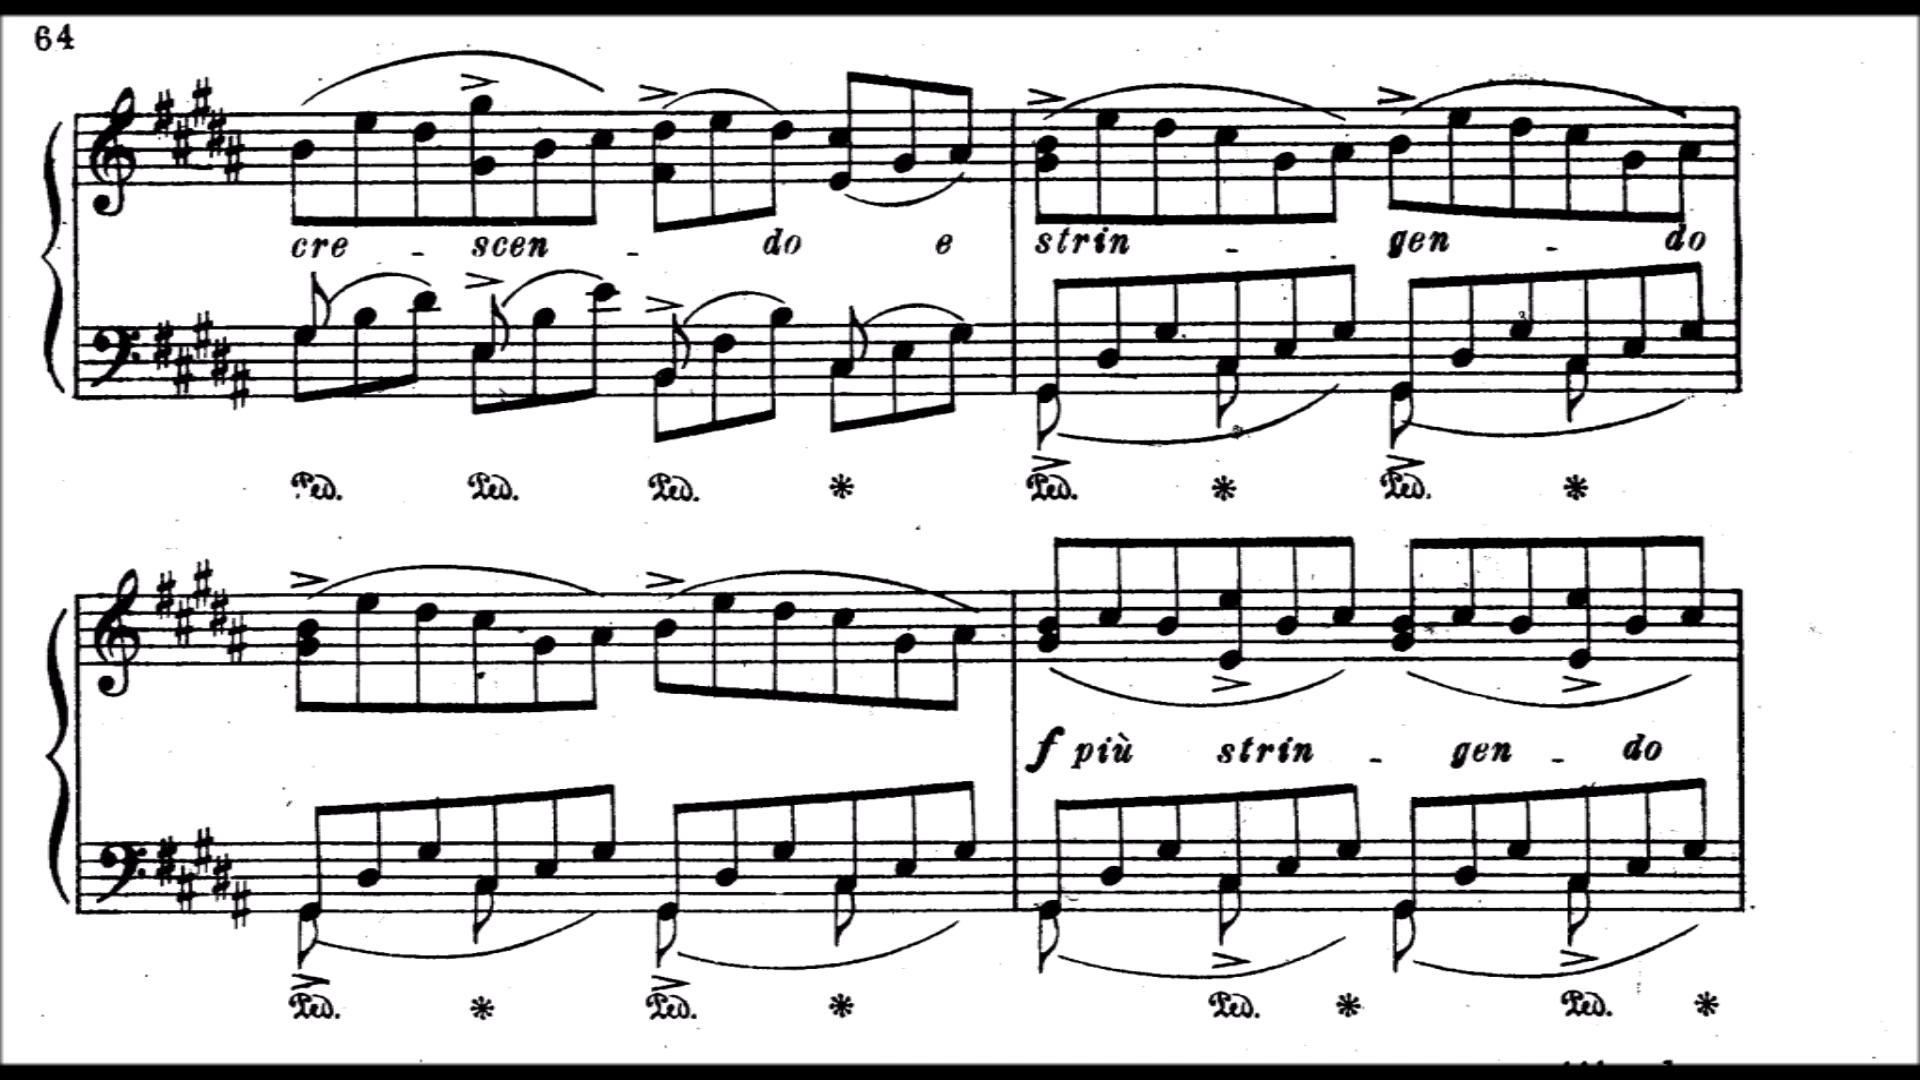 64
cre - scen - do e strin - gen - do
Ped. Ped. Ped. * Ped. * Ped. *
f più strin - gen - do
Ped. * Ped. * Ped. * Ped. *